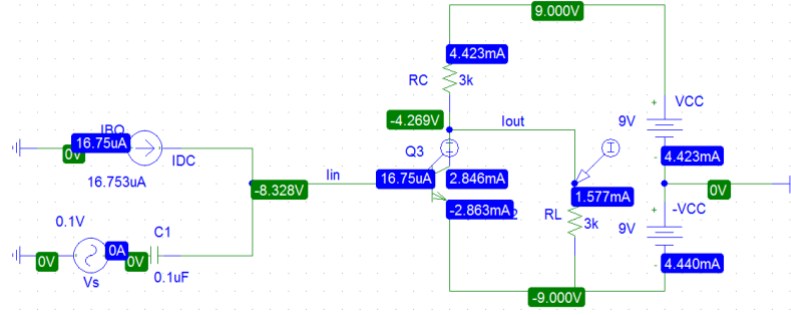 9.000V
4.423mA
RC
3k
VCC
9V
-4.269V
Iout
IBQ
16.75uA
0V
IDC
Q3
I
4.423mA
16.753uA
Iin
16.75uA
2.846mA
-8.328V
0V
1.577mA
-2.863mA
RL
3k
-VCC
9V
0.1V
C1
0A
0V
0V
Vs
0.1uF
4.440mA
-9.000V